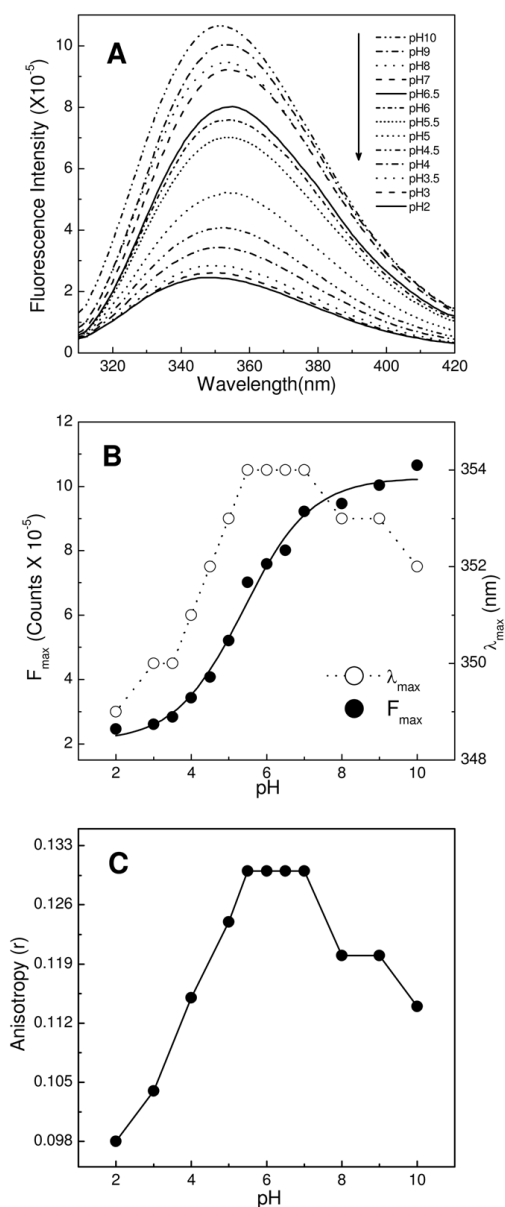 A
10
8
6
4
2
0
Fluorescence Intensity (X10-5)
pH10
pH9
pH8
pH7
pH6.5
pH6
pH5.5
pH5
pH4.5
pH4
pH3.5
pH3
pH2
320 340 360 380 400 420
Wavelength(nm)
B
12
10
8
6
4
2
Fmax (Counts X 10-5)
354
352
350
348
λmax (nm)
λmax
Fmax
2 4 6 8 10
pH
C
0.133
0.126
0.119
0.112
0.105
0.098
Anisotropy (r)
2 4 6 8 10
pH